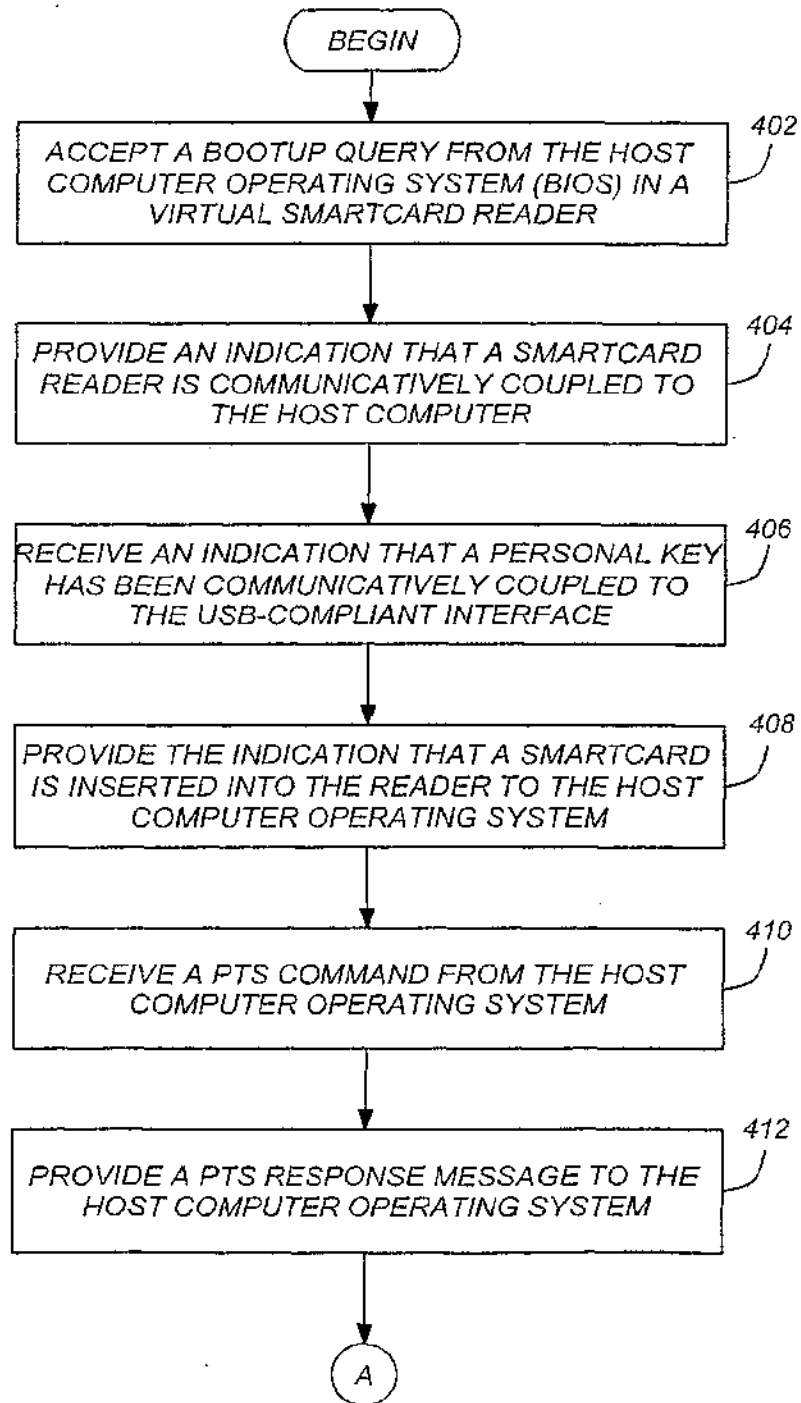 BEGIN
402
ACCEPT A BOOTUP QUERY FROM THE HOST
COMPUTER OPERATING SYSTEM (BIOS) IN A
VIRTUAL SMARTCARD READER
404
PROVIDE AN INDICATION THAT A SMARTCARD
READER IS COMMUNICATIVELY COUPLED TO
THE HOST COMPUTER
406
RECEIVE AN INDICATION THAT A PERSONAL KEY
HAS BEEN COMMUNICATIVELY COUPLED TO
THE USB-COMPLIANT INTERFACE
408
PROVIDE THE INDICATION THAT A SMARTCARD
IS INSERTED INTO THE READER TO THE HOST
COMPUTER OPERATING SYSTEM
410
RECEIVE A PTS COMMAND FROM THE HOST
COMPUTER OPERATING SYSTEM
412
PROVIDE A PTS RESPONSE MESSAGE TO THE
HOST COMPUTER OPERATING SYSTEM
A